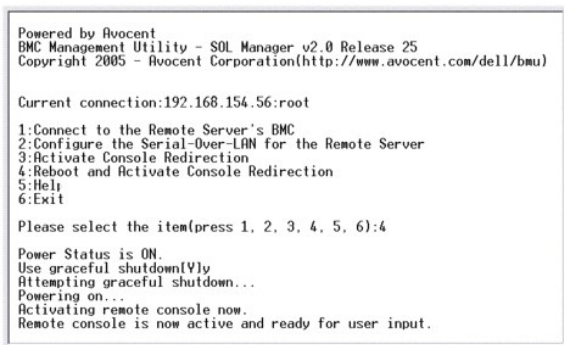 Powered by Avocent
BMC Management Utility - SOL Manager v2.0 Release 25
Copyright 2005 - Avocent Corporation(http://www.avocent.com/dell/bmu)
Current connection:192.168.154.56:root
1:Connect to the Remote Server's BMC
2:Configure the Serial-Over-LAN for the Remote Server
3:Activate Console Redirection
4:Reboot and Activate Console Redirection
5:Help
6:Exit
Please select the item(press 1, 2, 3, 4, 5, 6):4
Power Status is ON.
Use graceful shutdown[Y]y
Attempting graceful shutdown...
Powering on...
Activating remote console now.
Remote console is now active and ready for user input.